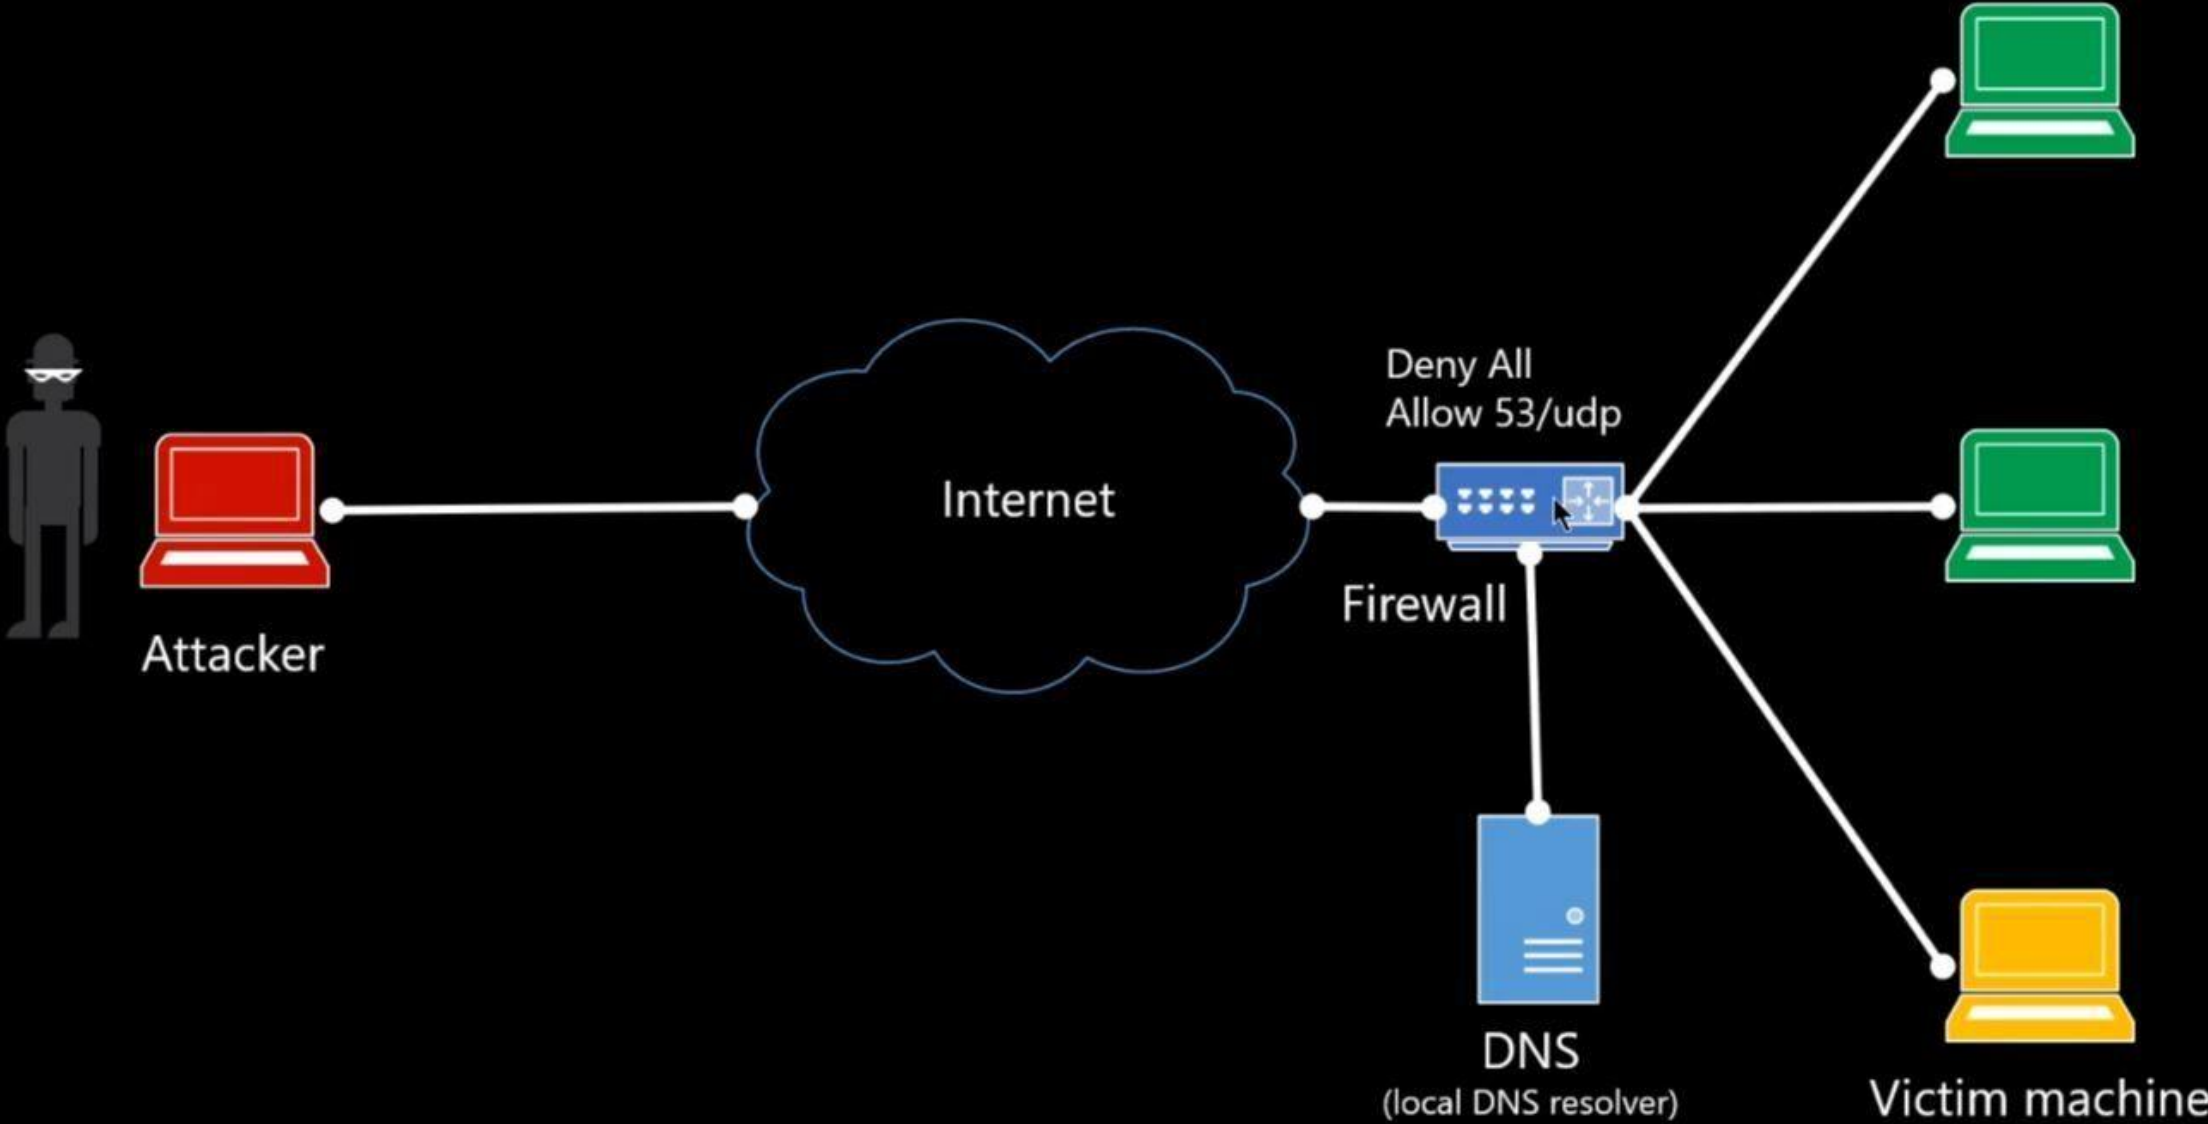 Deny All
Allow 53/udp
Internet
Firewall
Attacker
DNS
(local DNS resolver)
Victim machine